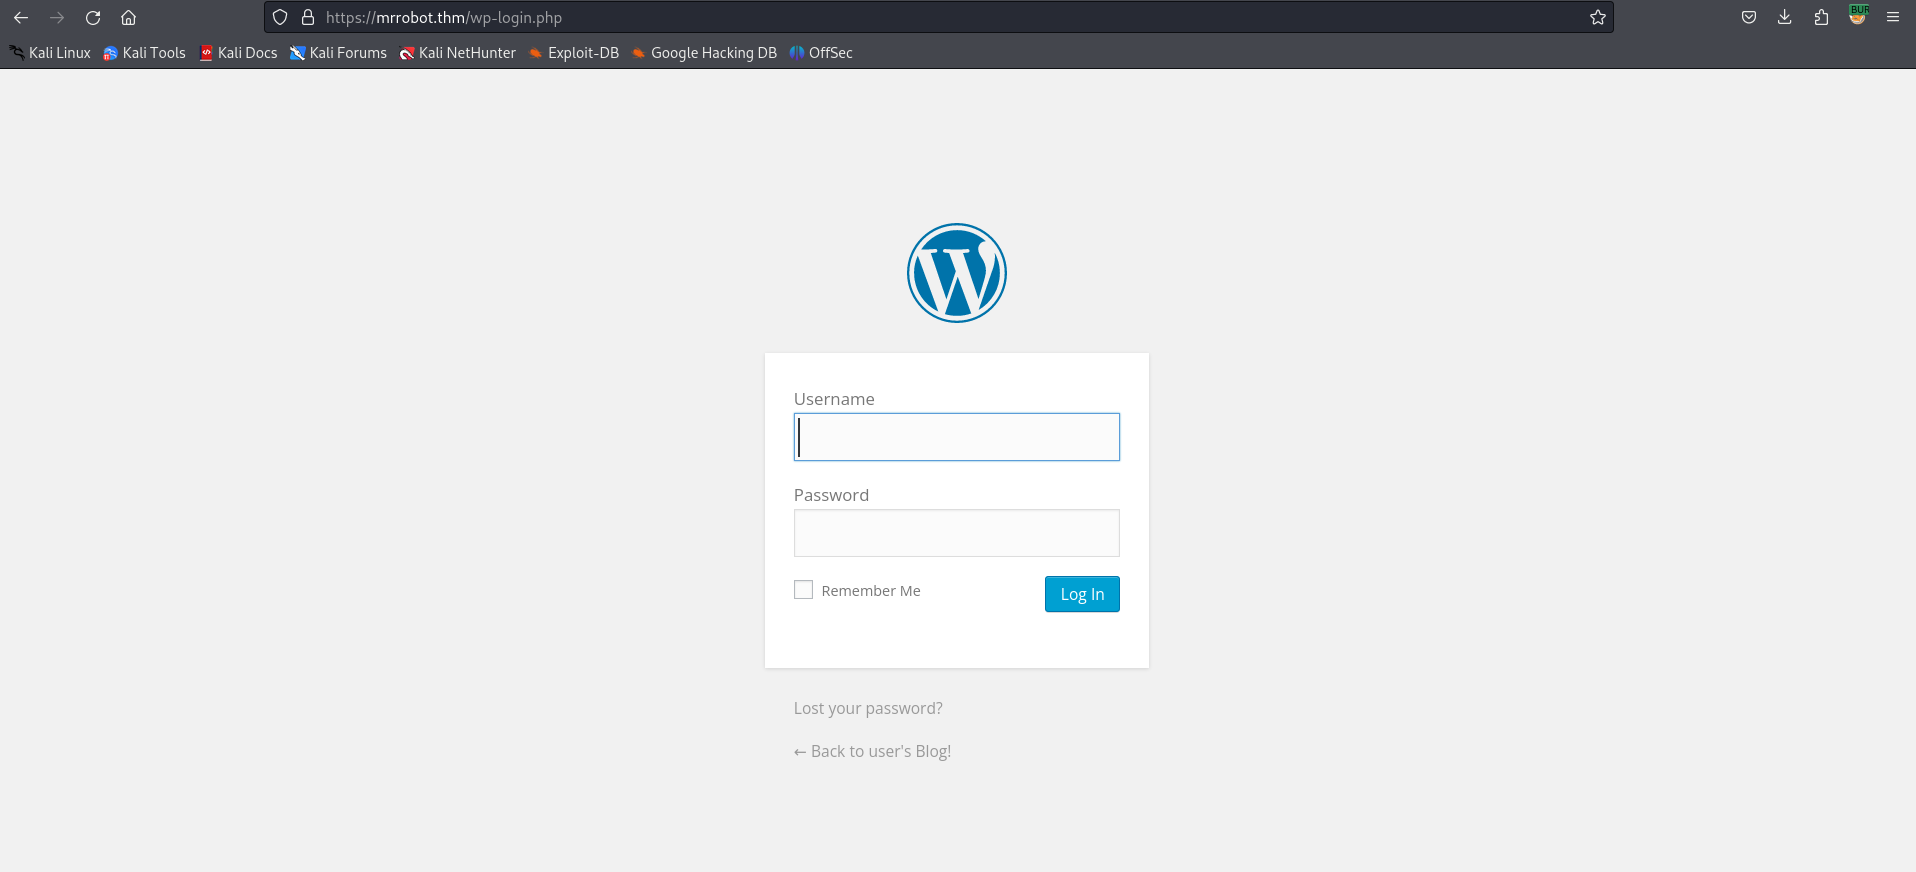 https://mrrobot.thm/wp-login.php
BUR
Kali Linux Kali Tools Kali Docs Kali Forums Kali NetHunter Exploit-DB Google Hacking DB OffSec
W
Username
Password
Remember Me Log In
Lost your password?
← Back to user's Blog!